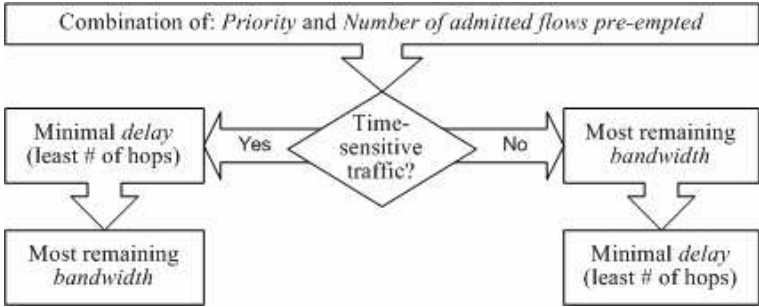 Combination of: Priority and Number of admitted flows pre-empted
Time-
sensitive
traffic?
Yes
No
Minimal delay
(least # of hops)
Most remaining
bandwidth
Most remaining
bandwidth
Minimal delay
(least # of hops)